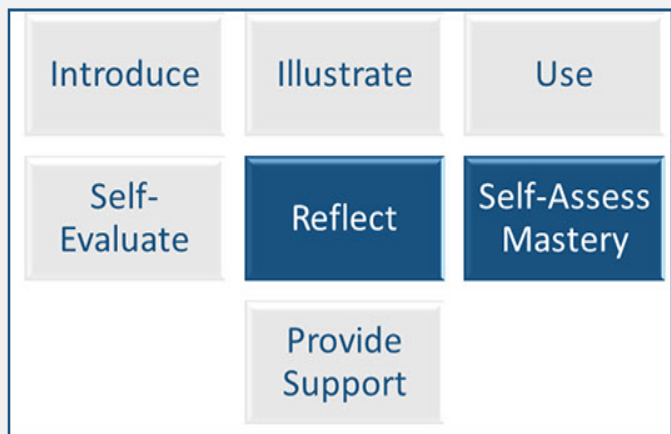 Introduce
Illustrate
Use
Self-
Evaluate
Reflect
Self-Assess
Mastery
Provide
Support